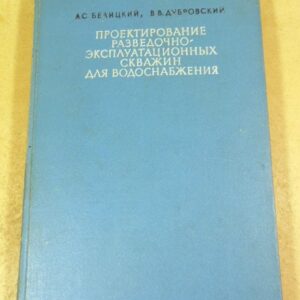 А.С. БЕЛИЦКИЙ, В.В. ДУБРОВСКИЙ
ПРОЕКТИРОВАНИЕ
РАЗВЕДОЧНО-
ЭКСПЛУАТАЦИОННЫХ
СКВАЖИН
ДЛЯ ВОДОСНАБЖЕНИЯ